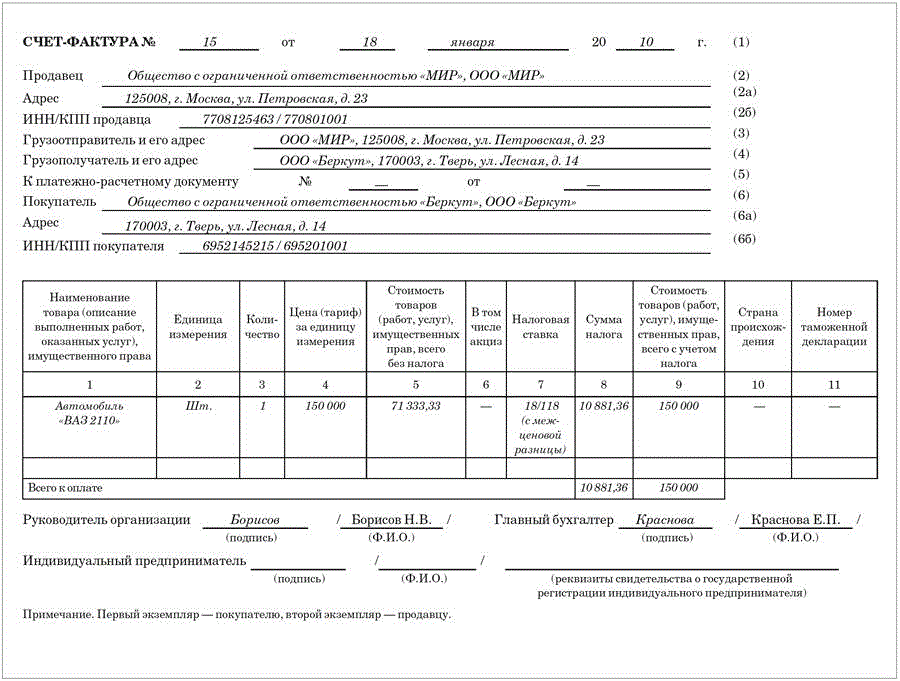 СЧЕТ-ФАКТУРА № 15 от 18 января 20 10 г. (1)
Продавец Общество с ограниченной ответственностью «МИР», ООО «МИР» (2)
Адрес 125008, г. Москва, ул. Петровская, д. 23 (2а)
ИНН/КПП продавца 7708125463 / 770801001 (2б)
Грузоотправитель и его адрес ООО «МИР», 125008, г. Москва, ул. Петровская, д. 23 (3)
Грузополучатель и его адрес ООО «Беркут», 170003, г. Тверь, ул. Лесная, д. 14 (4)
К платежно-расчетному документу № — от — (5)
Покупатель Общество с ограниченной ответственностью «Беркут», ООО «Беркут» (6)
Адрес 170003, г. Тверь, ул. Лесная, д. 14 (6а)
ИНН/КПП покупателя 6952145215 / 695201001 (6б)
Наименование
товара (описание
выполненных работ,
оказанных услуг),
имущественного права
Единица
измерения
Коли-
чество
Цена (тариф)
за единицу
измерения
Стоимость
товаров
(работ, услуг),
имущественных
прав, всего
без налога
В том
числе
акциз
Налоговая
ставка
Сумма
налога
Стоимость
товаров (работ,
услуг), имуще-
ственных прав,
всего с учетом
налога
Страна
происхож-
дения
Номер
таможенной
декларации
1 2 3 4 5 6 7 8 9 10 11
Автомобиль
«ВАЗ 2110»
Шт.
1
150 000
71 333,33
—
18/118
(с меж-
ценовой
разницы)
10 881,36
150 000
—
—
Всего к оплате 10 881,36 150 000
Руководитель организации Борисов / Борисов Н.В. / Главный бухгалтер Краснова / Краснова Е.П. /
(подпись) (Ф.И.О.) (подпись) (Ф.И.О.)
Индивидуальный предприниматель / /
(подпись) (Ф.И.О.) (реквизиты свидетельства о государственной
регистрации индивидуального предпринимателя)
Примечание. Первый экземпляр — покупателю, второй экземпляр — продавцу.